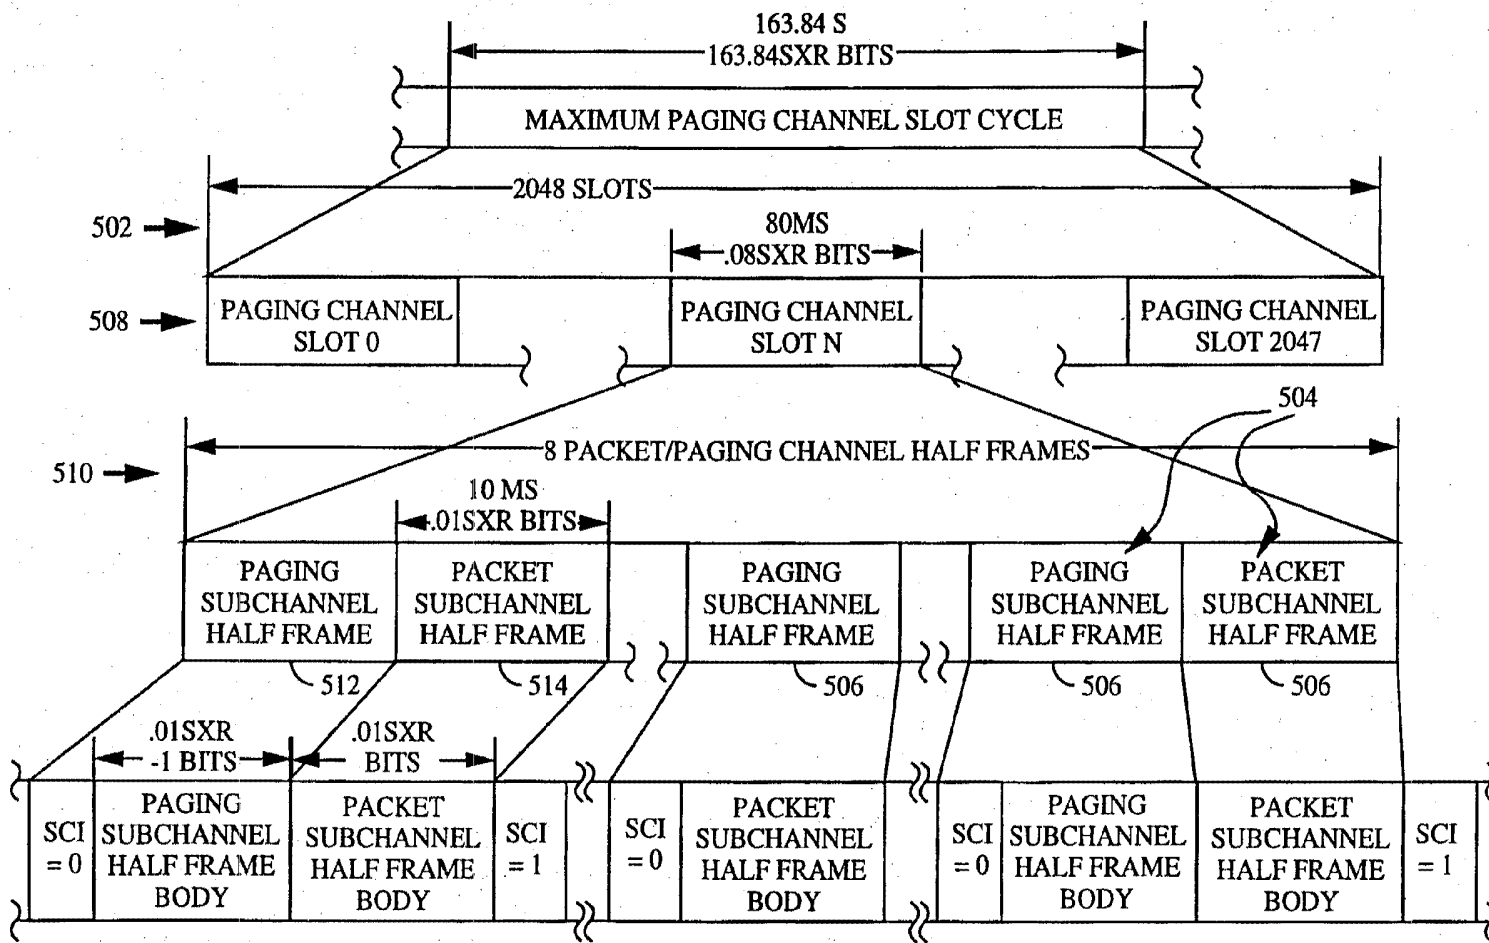 163.84 S
163.84SXR BITS
MAXIMUM PAGING CHANNEL SLOT CYCLE
2048 SLOTS
502
80MS
.08SXR BITS
508
PAGING CHANNEL
SLOT 0
PAGING CHANNEL
SLOT N
PAGING CHANNEL
SLOT 2047
504
8 PACKET/PAGING CHANNEL HALF FRAMES
510
10 MS
.01SXR BITS
PAGING
SUBCHANNEL
HALF FRAME
PACKET
SUBCHANNEL
HALF FRAME
PAGING
SUBCHANNEL
HALF FRAME
PAGING
SUBCHANNEL
HALF FRAME
PACKET
SUBCHANNEL
HALF FRAME
512
514
506
506
506
.01SXR
-1 BITS
.01SXR
BITS
SCI
= 0
PAGING
SUBCHANNEL
HALF FRAME
BODY
PACKET
SUBCHANNEL
HALF FRAME
BODY
SCI
= 1
SCI
= 0
PACKET
SUBCHANNEL
HALF FRAME
BODY
SCI
= 0
PAGING
SUBCHANNEL
HALF FRAME
BODY
PACKET
SUBCHANNEL
HALF FRAME
BODY
SCI
= 1